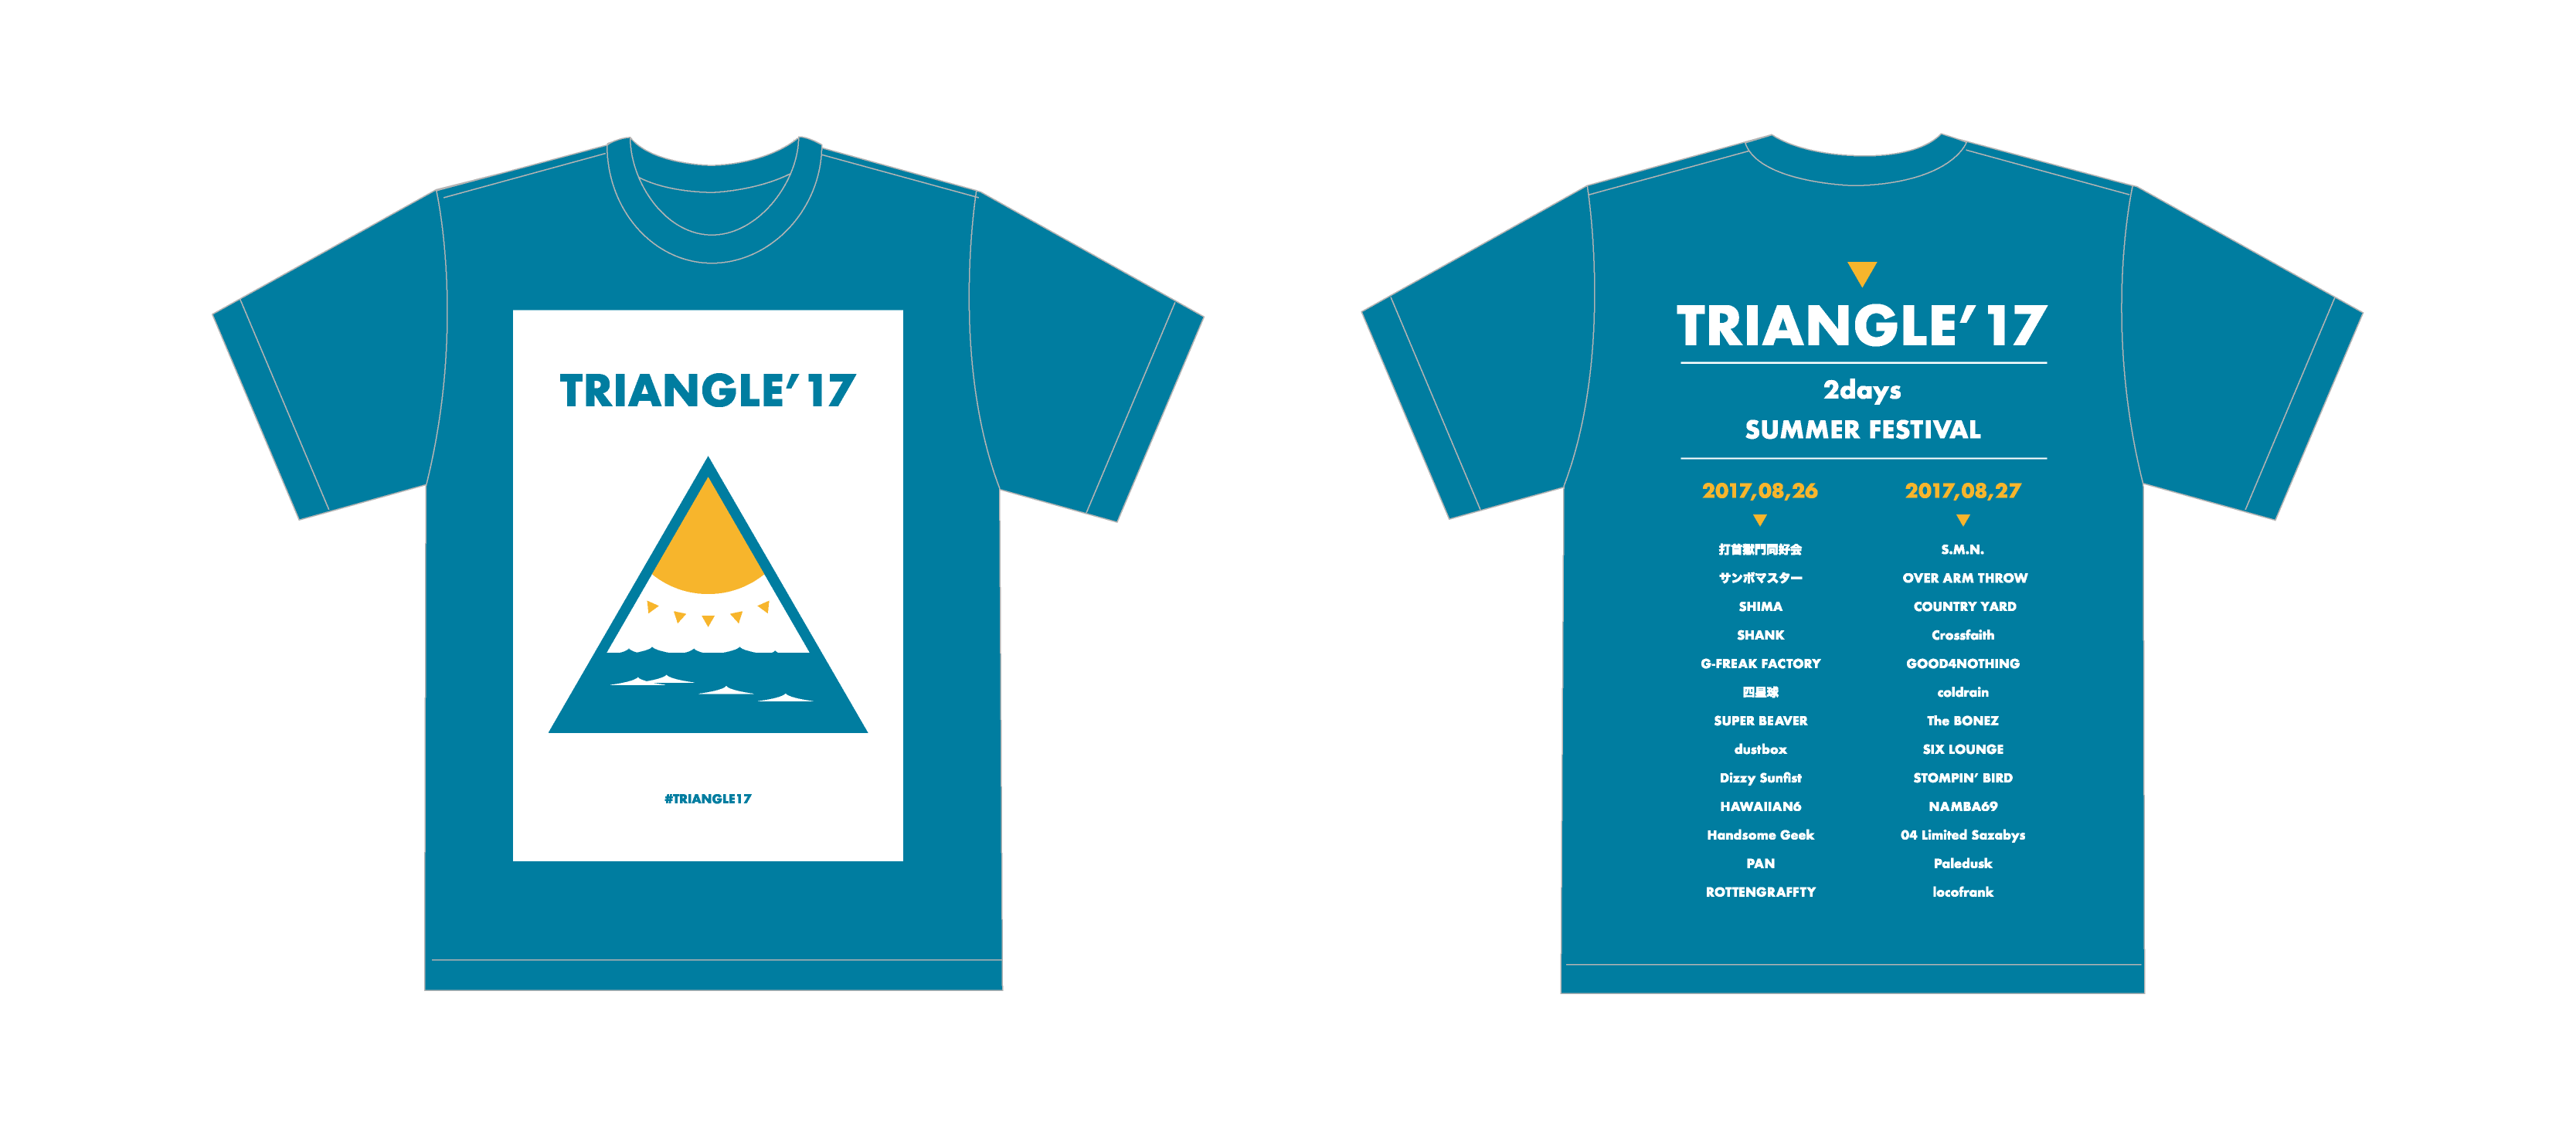 TRIANGLE’17
#TRIANGLE17
TRIANGLE’17
2days
SUMMER FESTIVAL
2017,08,26
打首獄門同好会
サンボマスター
SHIMA
SHANK
G-FREAK FACTORY
四星球
SUPER BEAVER
dustbox
Dizzy Sunfist
HAWAIIAN6
Handsome Geek
PAN
ROTTENGRAFFTY
2017,08,27
S.M.N.
OVER ARM THROW
COUNTRY YARD
Crossfaith
GOOD4NOTHING
coldrain
The BONEZ
SIX LOUNGE
STOMPIN’ BIRD
NAMBA69
04 Limited Sazabys
Paledusk
locofrank